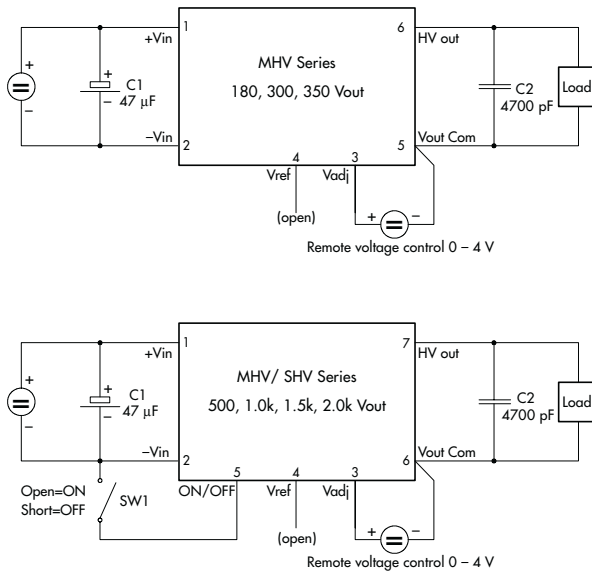 1
6
+Vin
HV out
MHV Series
180, 300, 350 Vout
+
–
+
–
C1
47 µF
C2
4700 pF
Load
–Vin
2
5
Vout Com
4
3
Vref
Vadj
(open)
+
–
Remote voltage control 0 – 4 V
1
7
+Vin
HV out
MHV/ SHV Series
500, 1.0k, 1.5k, 2.0k Vout
+
–
+
–
C1
47 µF
C2
4700 pF
Load
–Vin
2
6
Vout Com
5
4
3
ON/OFF
Vref
Vadj
Open=ON
Short=OFF
SW1
(open)
+
–
Remote voltage control 0 – 4 V